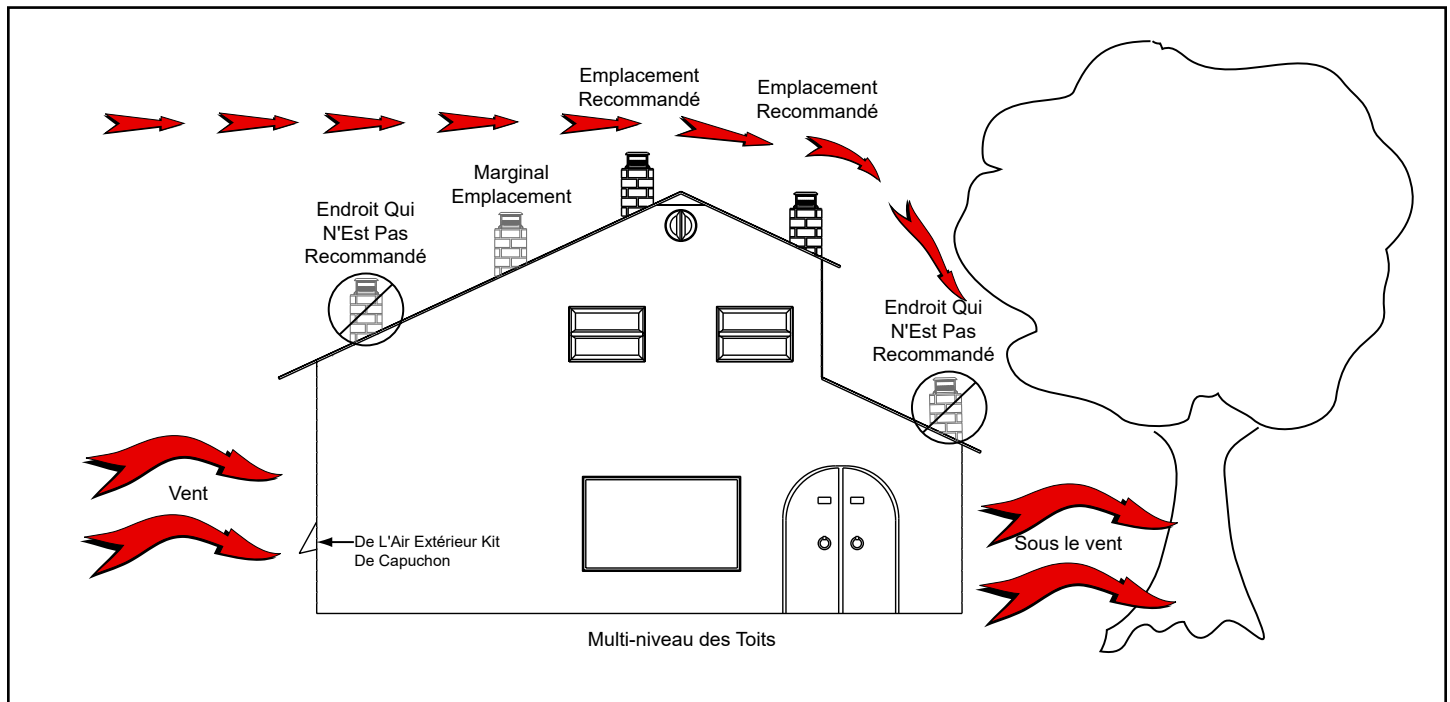 Emplacement
Recommandé
Emplacement
Recommandé
Marginal
Emplacement
Endroit Qui
N'Est Pas
Recommandé
Endroit Qui
N'Est Pas
Recommandé
Vent
De L'Air Extérieur Kit
De Capuchon
Sous le vent
Multi-niveau des Toits